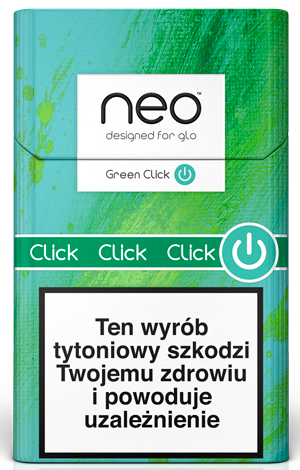 neo™
designed for glo
Green Click
Click Click Click
Ten wyrób
tytoniowy szkodzi
Twojemu zdrowiu
i powoduje
uzależnienie